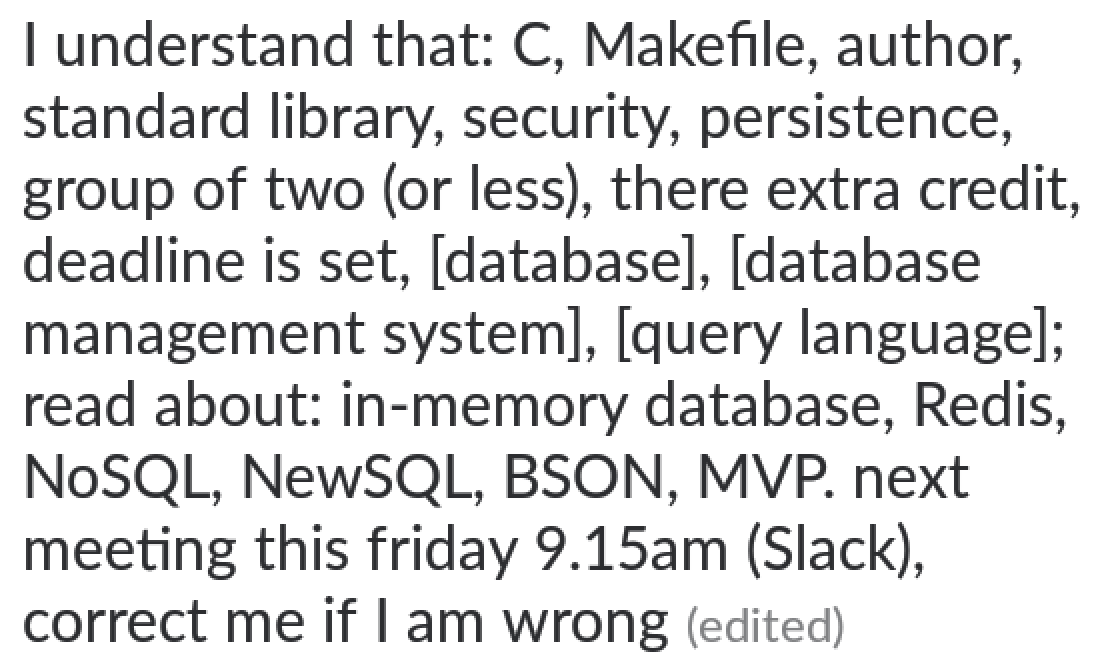 I understand that: C, Makefile, author,
standard library, security, persistence,
group of two (or less), there extra credit,
deadline is set, [database], [database
management system], [query language];
read about: in-memory database, Redis,
NoSQL, NewSQL, BSON, MVP. next
meeting this friday 9.15am (Slack),
correct me if I am wrong (edited)